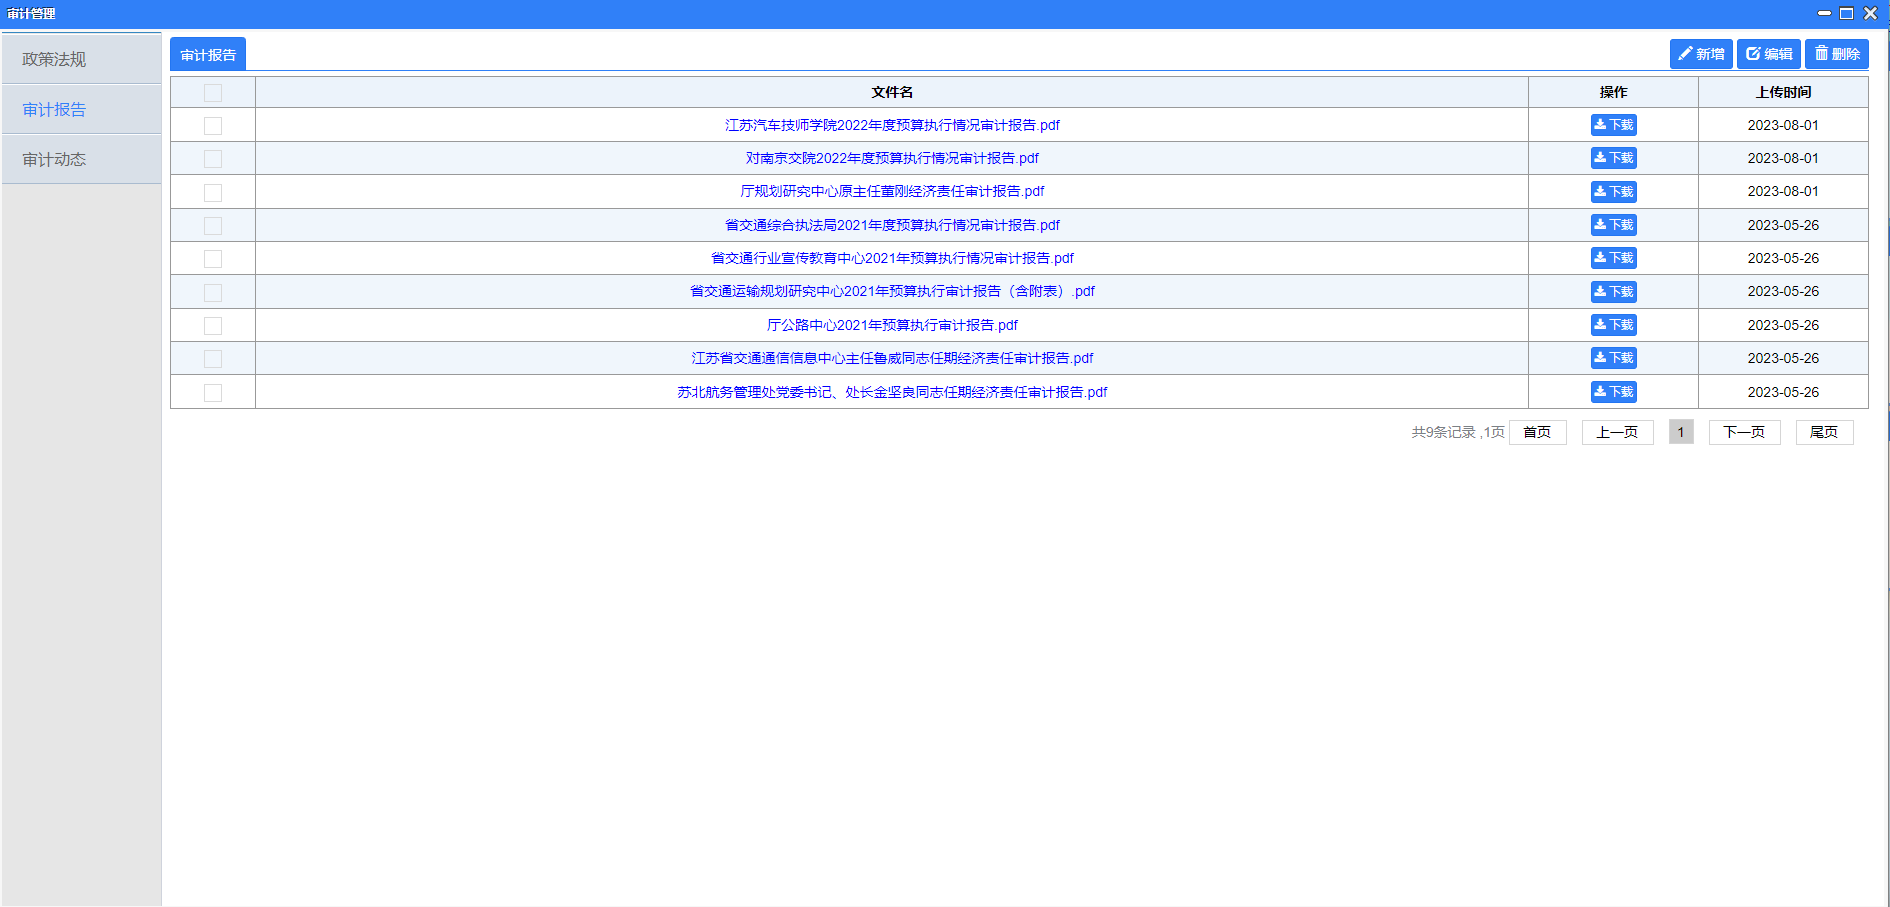 审计管理
政策法规
审计报告
审计动态
审计报告
新增 编辑 删除
文件名 操作 上传时间
江苏汽车技师学院2022年度预算执行情况审计报告.pdf 下载 2023-08-01
对南京交院2022年度预算执行情况审计报告.pdf 下载 2023-08-01
厅规划研究中心原主任董刚经济责任审计报告.pdf 下载 2023-08-01
省交通综合执法局2021年度预算执行情况审计报告.pdf 下载 2023-05-26
省交通行业宣传教育中心2021年预算执行情况审计报告.pdf 下载 2023-05-26
省交通运输规划研究中心2021年预算执行审计报告（含附表）.pdf 下载 2023-05-26
厅公路中心2021年预算执行审计报告.pdf 下载 2023-05-26
江苏省交通通信信息中心主任鲁威同志任期经济责任审计报告.pdf 下载 2023-05-26
苏北航务管理处党委书记、处长金坚良同志任期经济责任审计报告.pdf 下载 2023-05-26
共9条记录 ,1页 首页 上一页 1 下一页 尾页